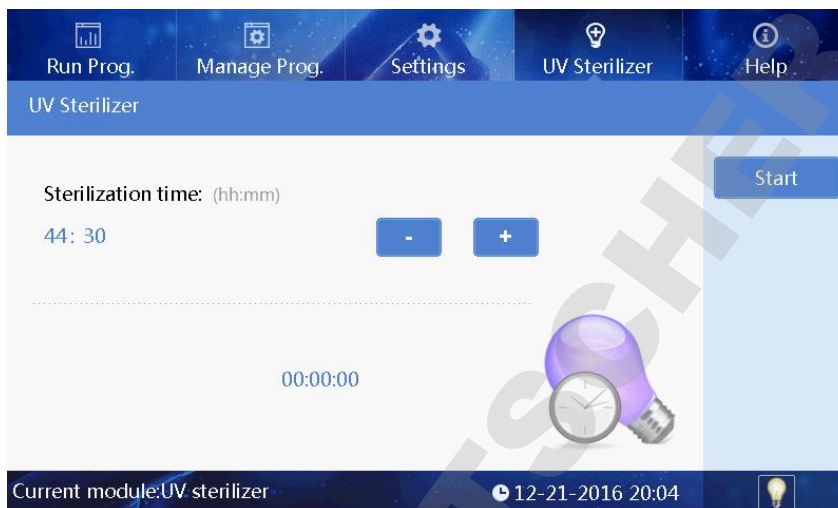 Run Prog. Manage Prog. Settings UV Sterilizer Help
UV Sterilizer
Sterilization time: (hh:mm)
Start
44: 30 - +
00:00:00
Current module:UV sterilizer 12-21-2016 20:04